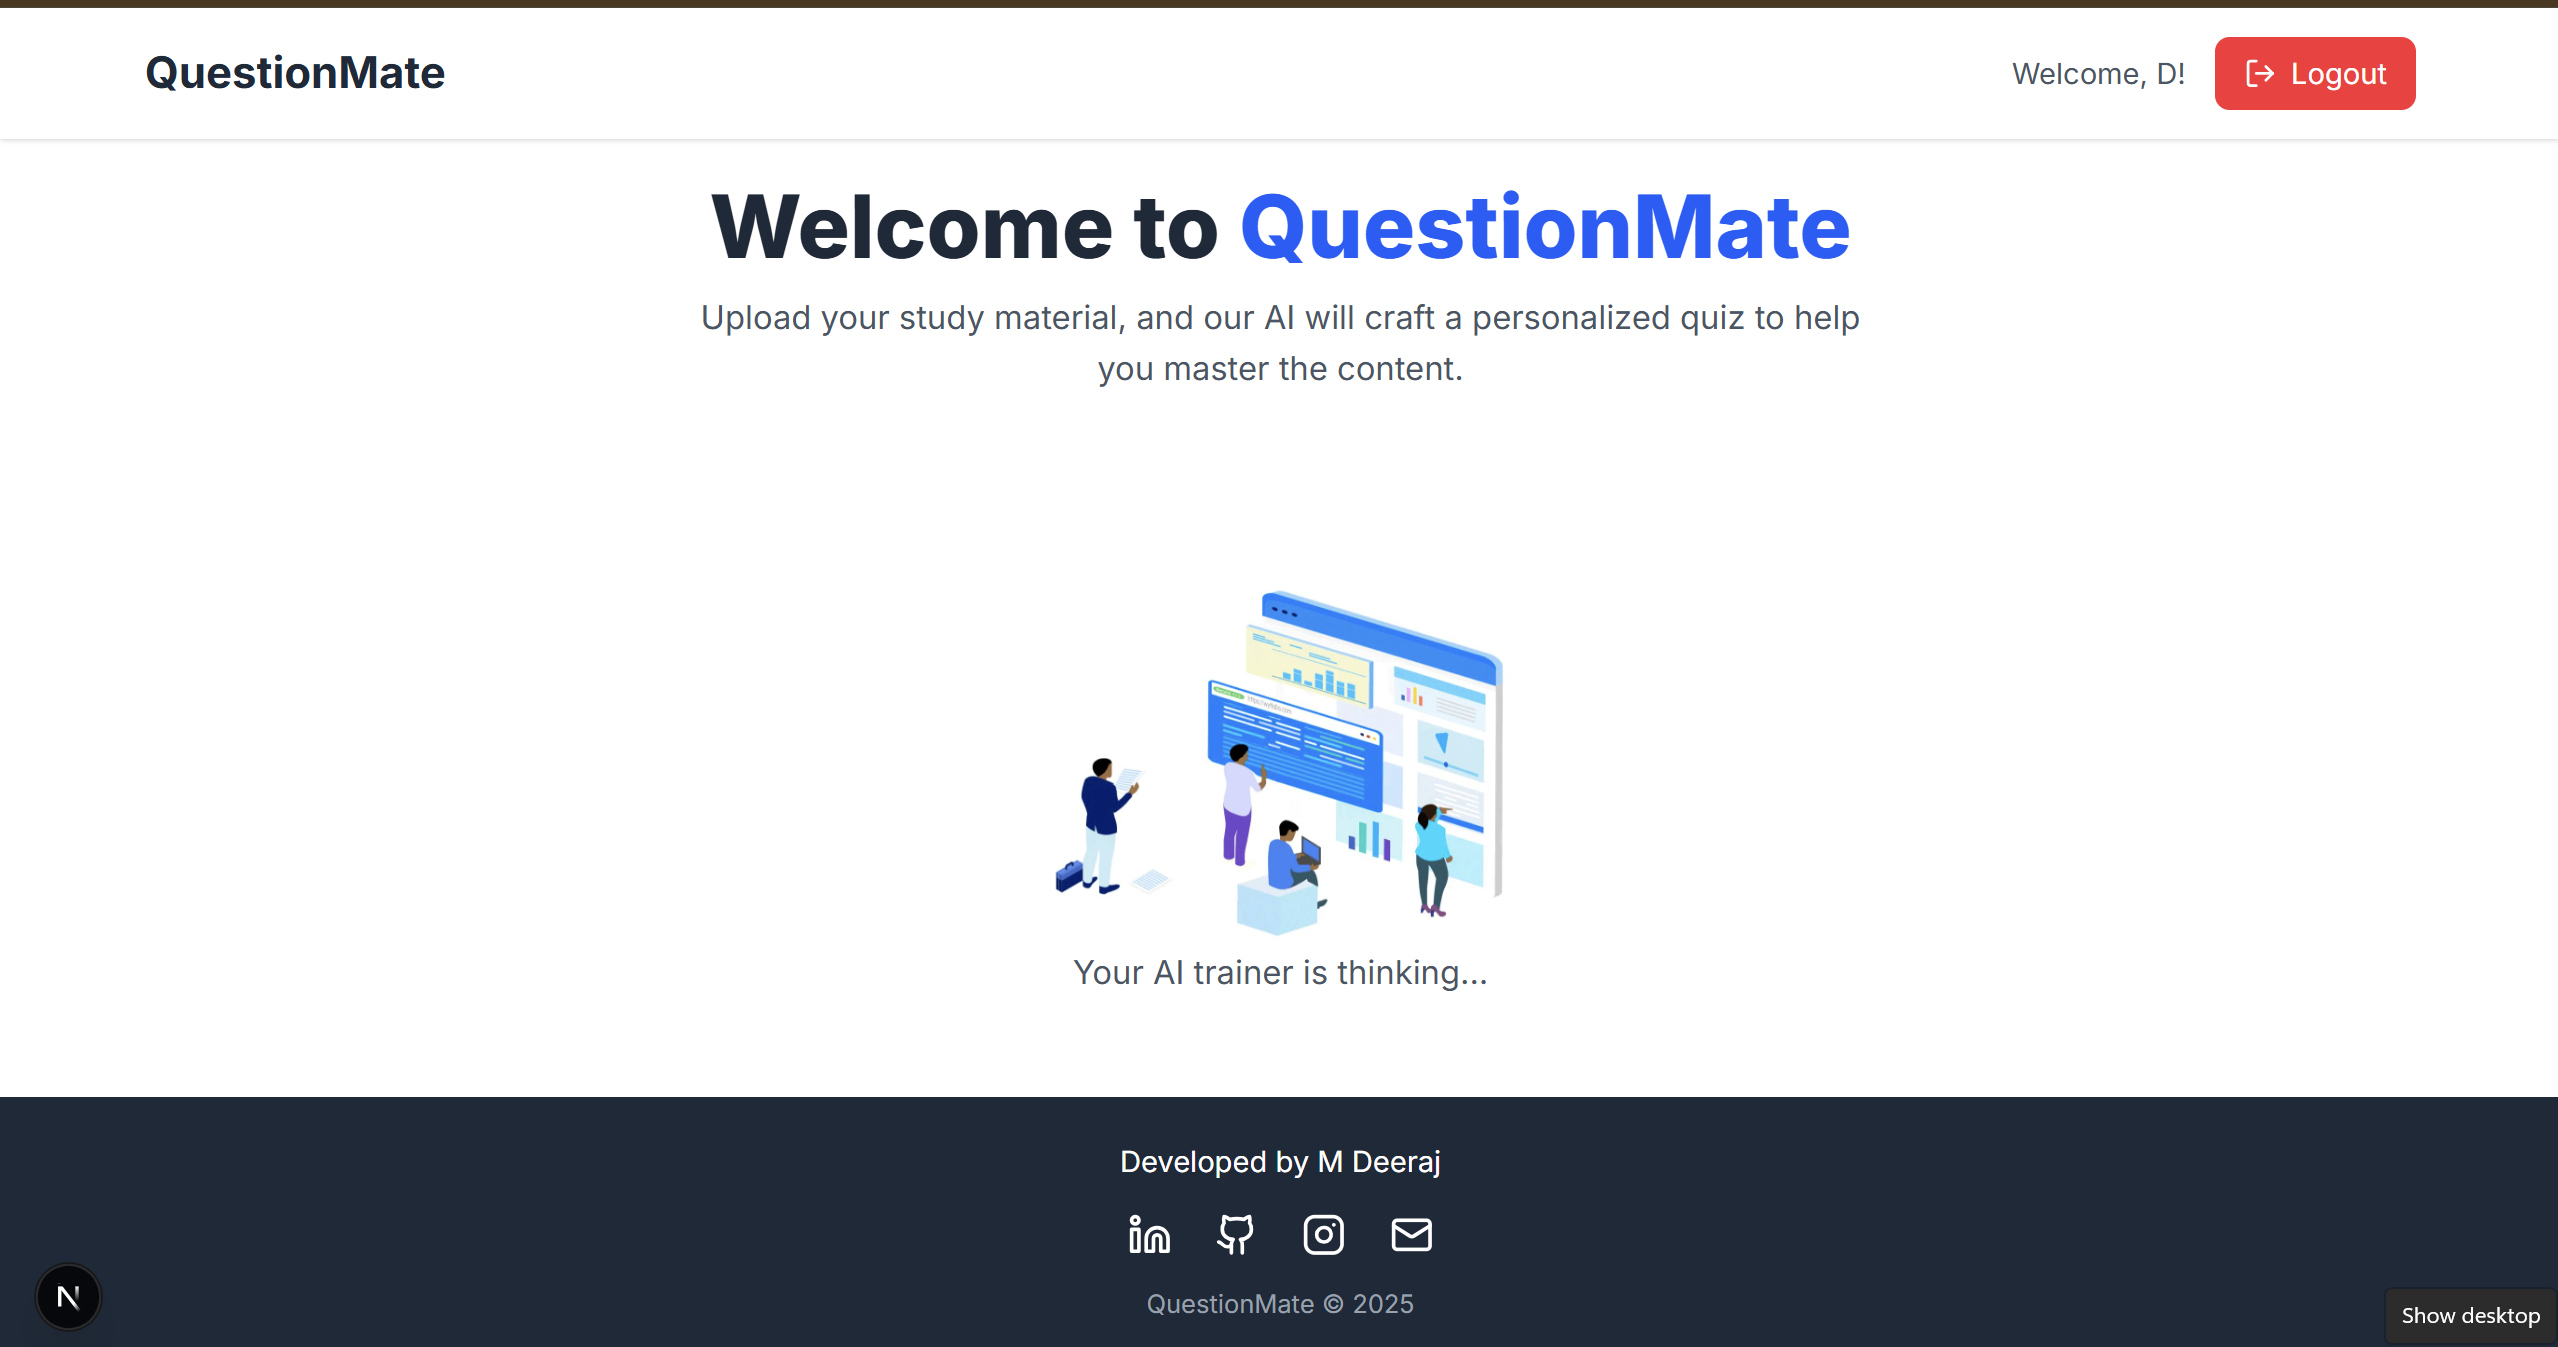 QuestionMate
Welcome, D!
Logout
Welcome to QuestionMate
Upload your study material, and our AI will craft a personalized quiz to help
you master the content.
Your AI trainer is thinking...
Developed by M Deeraj
QuestionMate © 2025
N
Show desktop